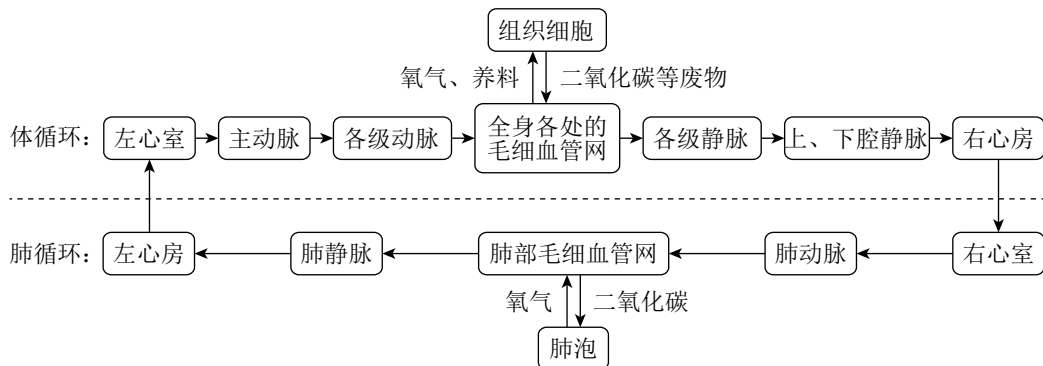 组织细胞
氧气、养料
二氧化碳等废物
体循环：
左心室
主动脉
各级动脉
全身各处的
毛细血管网
各级静脉
上、下腔静脉
右心房
肺循环：
左心房
肺静脉
肺部毛细血管网
肺动脉
右心室
氧气
二氧化碳
肺泡